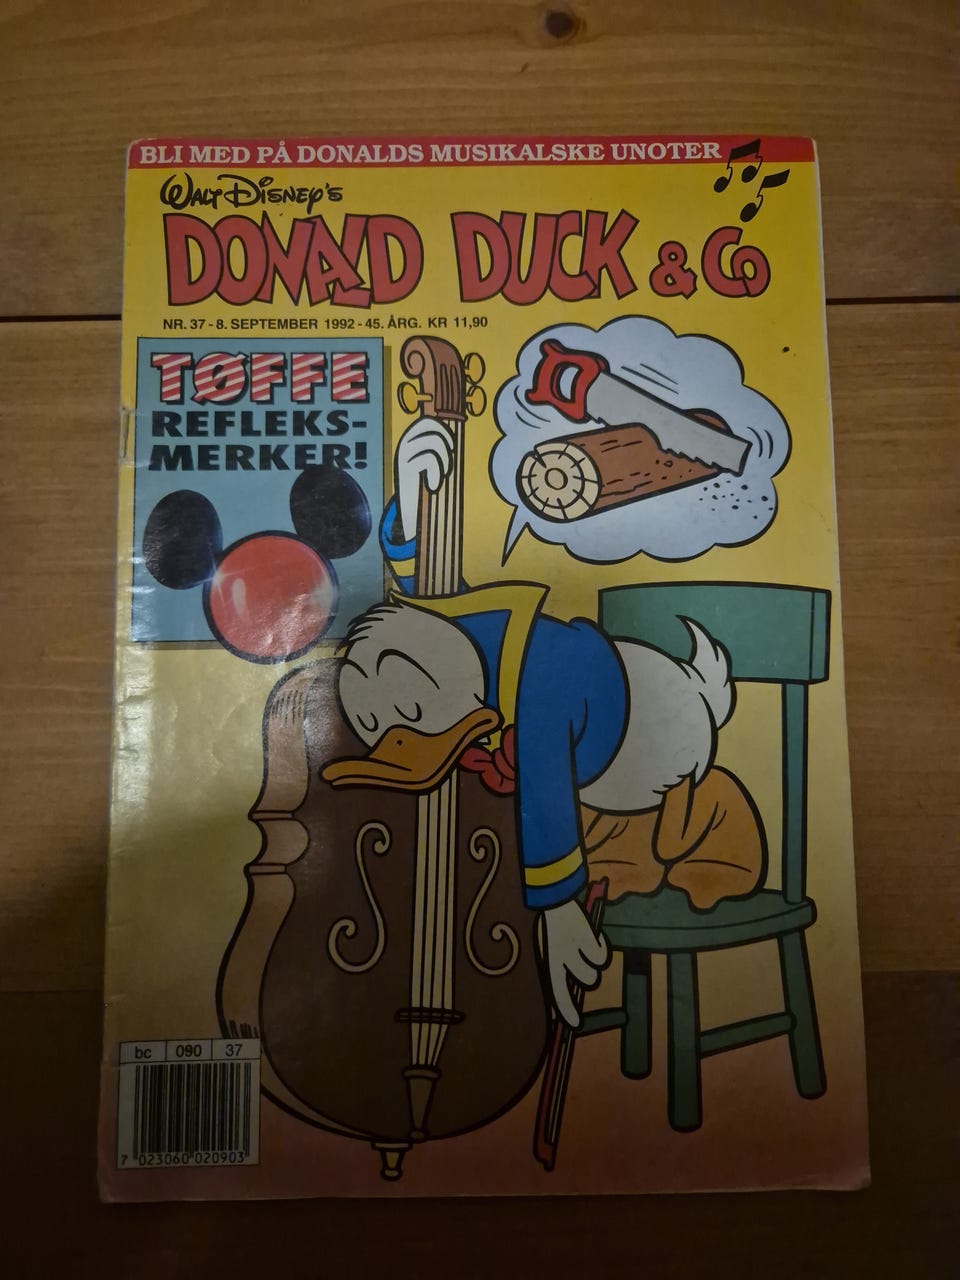 BLI MED PÅ DONALDS MUSIKALSKE UNOTER
WALT DISNEY'S
DONALD DUCK & Co
NR. 37 - 8. SEPTEMBER 1992 - 45. ÅRG. KR 11,90
TØFFE
REFLEKS-
MERKER!
bc 090 37
7 023060 020903